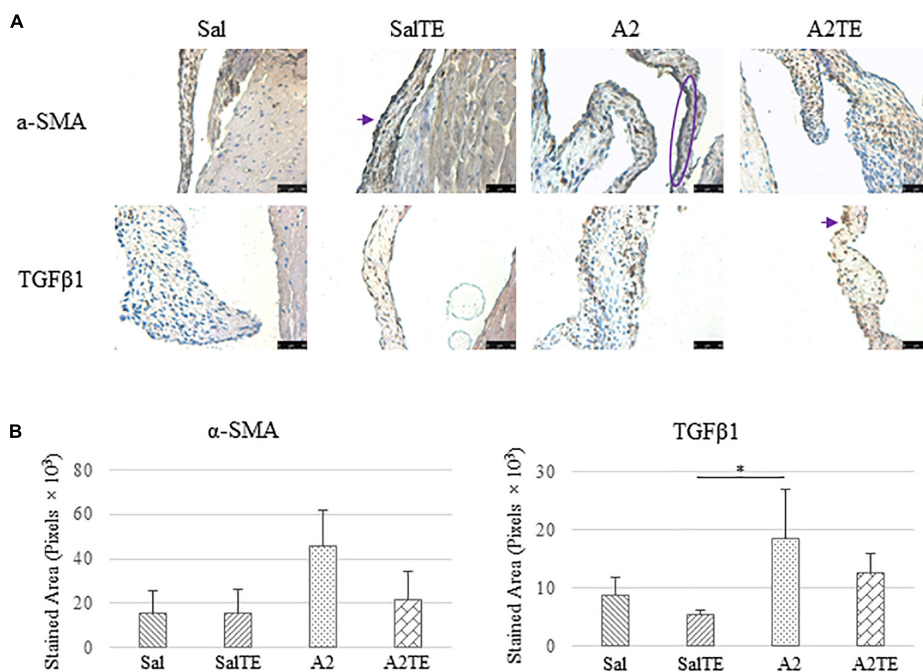 A
Sal SalTE A2 A2TE
a-SMA
TGFβ1
B
α-SMA
Stained Area (Pixels × 10³)
80
60
40
20
0
Sal SalTE A2 A2TE
TGFβ1
Stained Area (Pixels × 10³)
30
20
10
0
*
Sal SalTE A2 A2TE